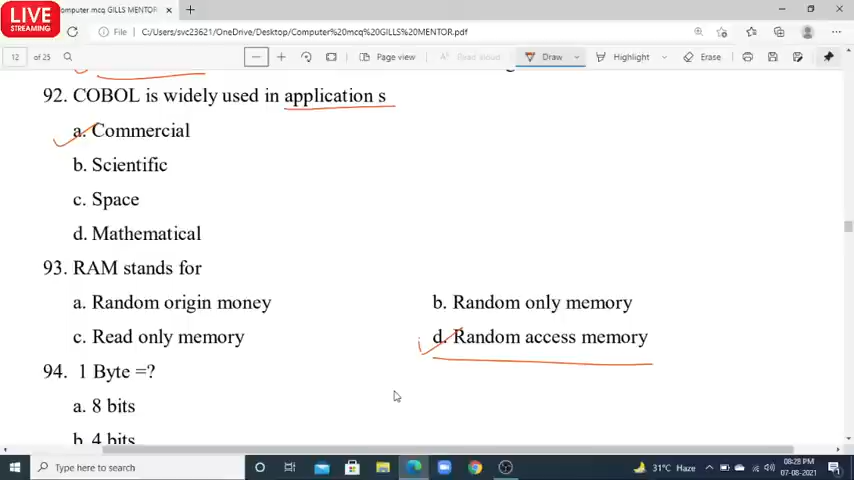 LIVE
STREAMING
Computer mcq GILLS MENTOR.pdf
File
C:/Users/svc23621/OneDrive/Desktop/Computer%20mcq%20GILLS%20MENTOR.pdf
12 of 25
Page view
Read aloud
Draw
Highlight
Erase
92. COBOL is widely used in application s
a. Commercial
b. Scientific
c. Space
d. Mathematical
93. RAM stands for
a. Random origin money
b. Random only memory
c. Read only memory
d. Random access memory
94. 1 Byte =?
a. 8 bits
b. 4 bits
Type here to search
31°C Haze
08:28 PM
07-08-2021